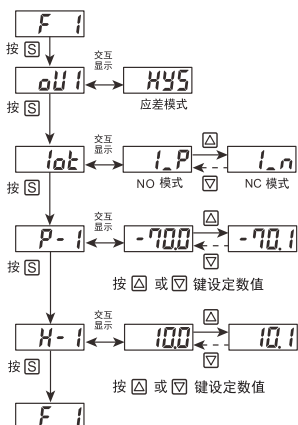 F 1
按 S
交互
显示
oU1 HYS
应差模式
按 S
交互
显示
1ot 1_P △ 1_n
▽
NO 模式 NC 模式
按 S
交互
显示
P-1 -70.0 △ -70.1
▽
按 S
按 △ 或 ▽ 键设定数值
交互
显示
H-1 10.0 △ 10.1
▽
按 S
按 △ 或 ▽ 键设定数值
F 1